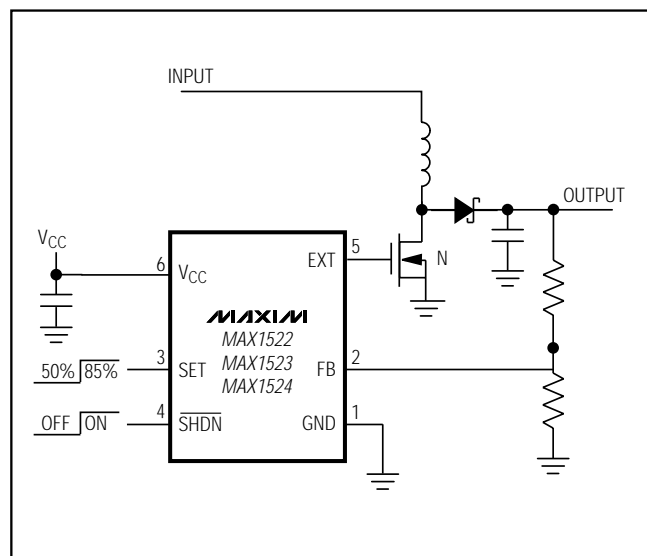 INPUT
OUTPUT
VCC
5
EXT
N
6
VCC
MAXIM
MAX1522
MAX1523
MAX1524
50% 85%
3
SET
FB
2
OFF ON
4
SHDN
GND
1